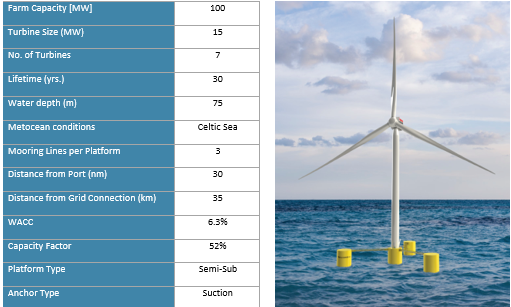 Farm Capacity [MW] 100
Turbine Size (MW) 15
No. of Turbines 7
Lifetime (yrs.) 30
Water depth (m) 75
Metocean conditions Celtic Sea
Mooring Lines per Platform 3
Distance from Port (nm) 30
Distance from Grid Connection (km) 35
WACC 6.3%
Capacity Factor 52%
Platform Type Semi-Sub
Anchor Type Suction